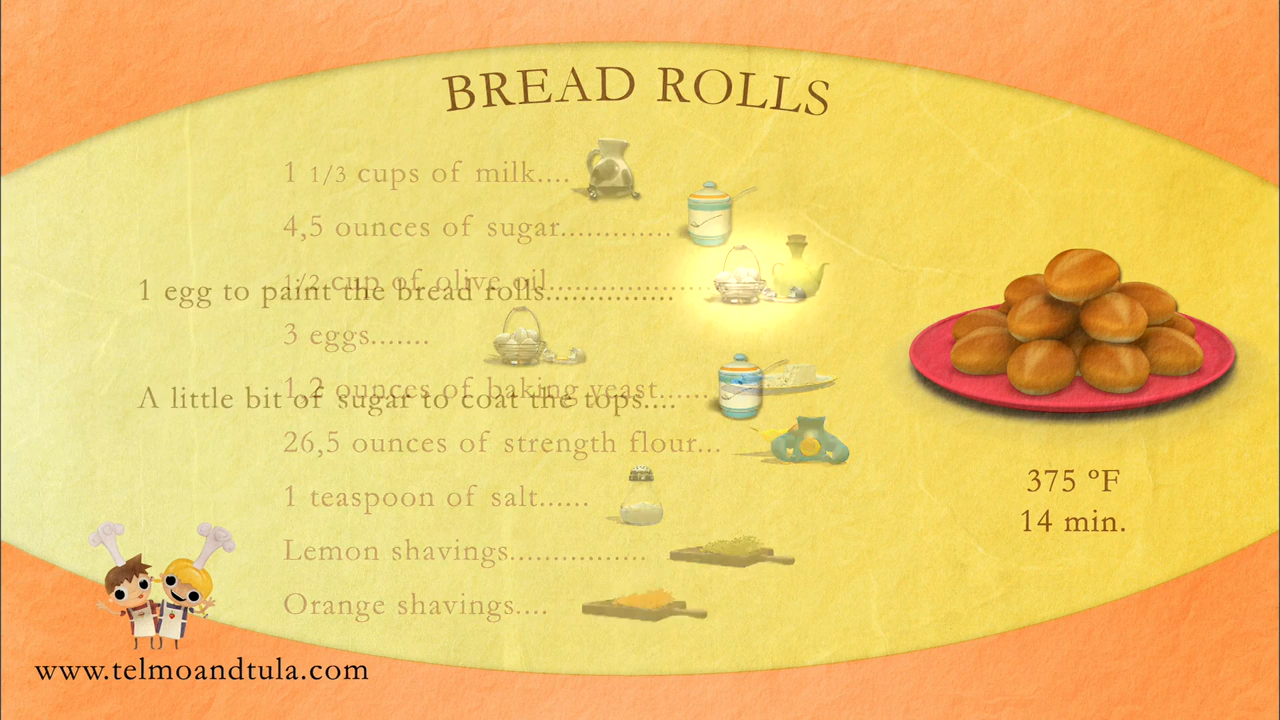 BREAD ROLLS
1 1/3 cups of milk....
4,5 ounces of sugar............
1/2 cup of olive oil......................
1 egg to paint the bread rolls...............
3 eggs.......
1,2 ounces of baking yeast.......
A little bit of sugar to coat the tops....
26,5 ounces of strength flour...
1 teaspoon of salt......
Lemon shavings................
Orange shavings....
375 ºF
14 min.
www.telmoandtula.com